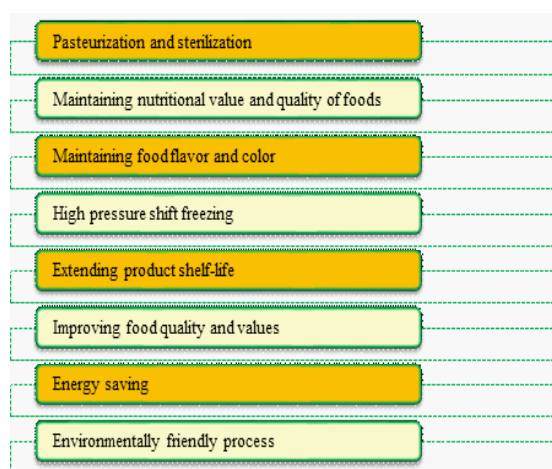 Pasteurization and sterilization
Maintaining nutritional value and quality of foods
Maintaining food flavor and color
High pressure shift freezing
Extending product shelf-life
Improving food quality and values
Energy saving
Environmentally friendly process